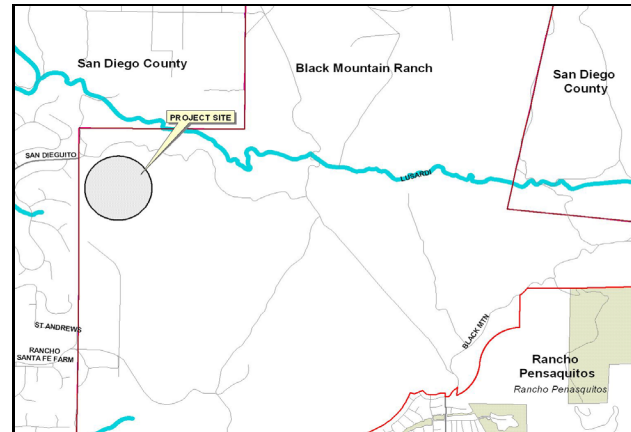 San Diego County
Black Mountain Ranch
San Diego
County
PROJECT SITE
SAN DIEGUITO
LUSARDI
ST ANDREWS
RANCHO
SANTA FE FARM
BLACK MTN
Rancho
Pensaquitos
Rancho Penasquitos